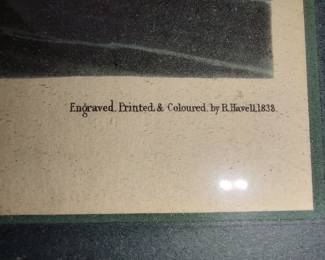 Engraved, Printed & Coloured, by R. Havell, 1838.